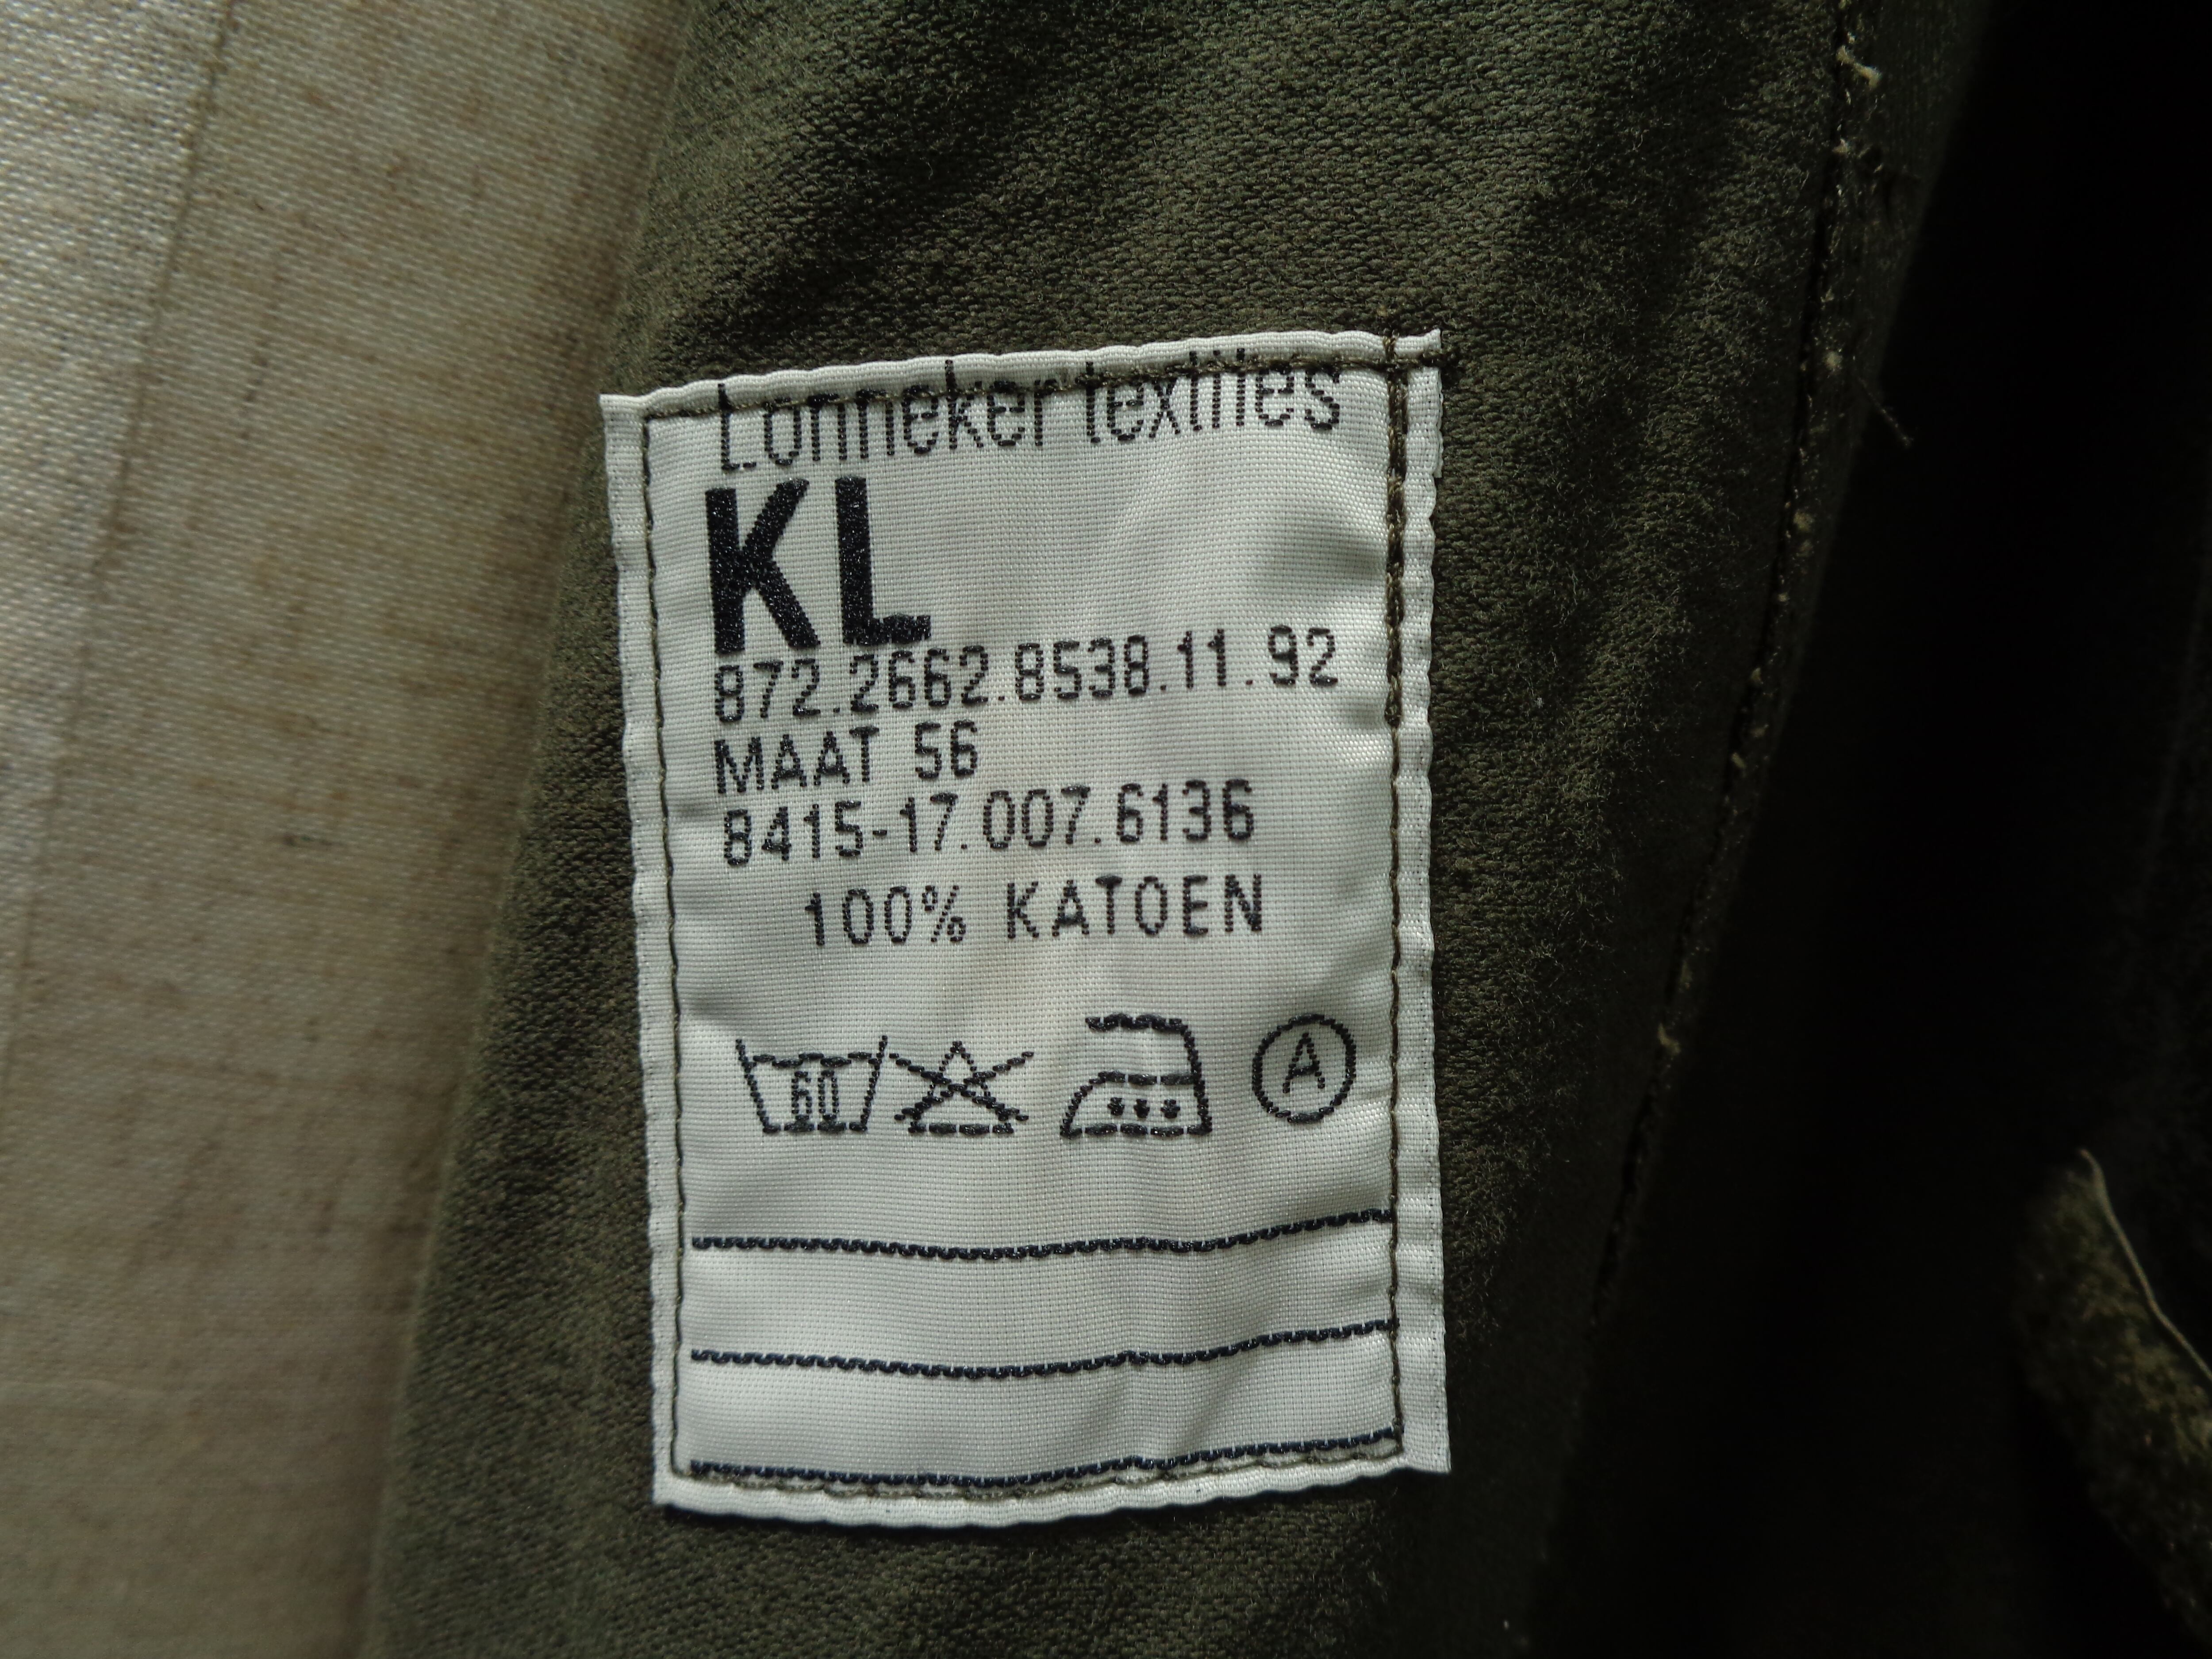 Lonneker textiles
KL
872.2662.8538.11.92
MAAT 56
8415-17.007.6136
100% KATOEN
60 A